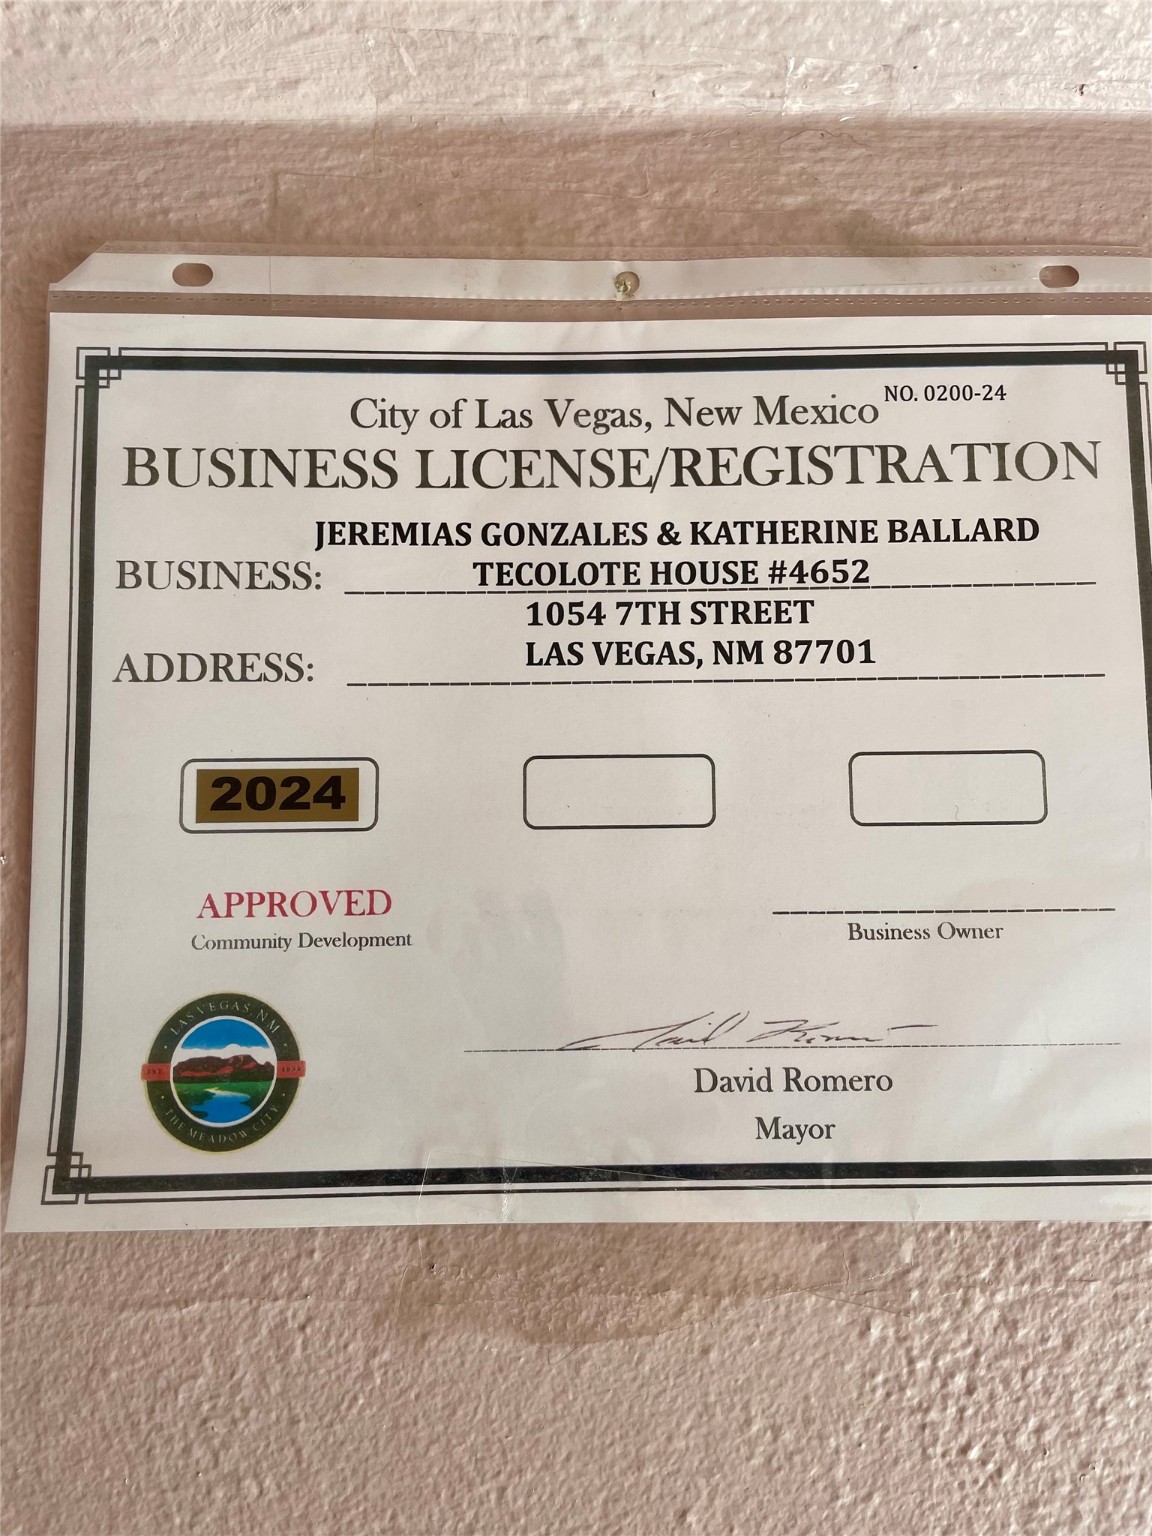 NO. 0200-24
City of Las Vegas, New Mexico
BUSINESS LICENSE/REGISTRATION
JEREMIAS GONZALES & KATHERINE BALLARD
BUSINESS: TECOLOTE HOUSE #4652
1054 7TH STREET
ADDRESS: LAS VEGAS, NM 87701
2024
APPROVED
Community Development
Business Owner
LAS VEGAS, NM
EST. 1835
THE MEADOW CITY
David Romero
Mayor